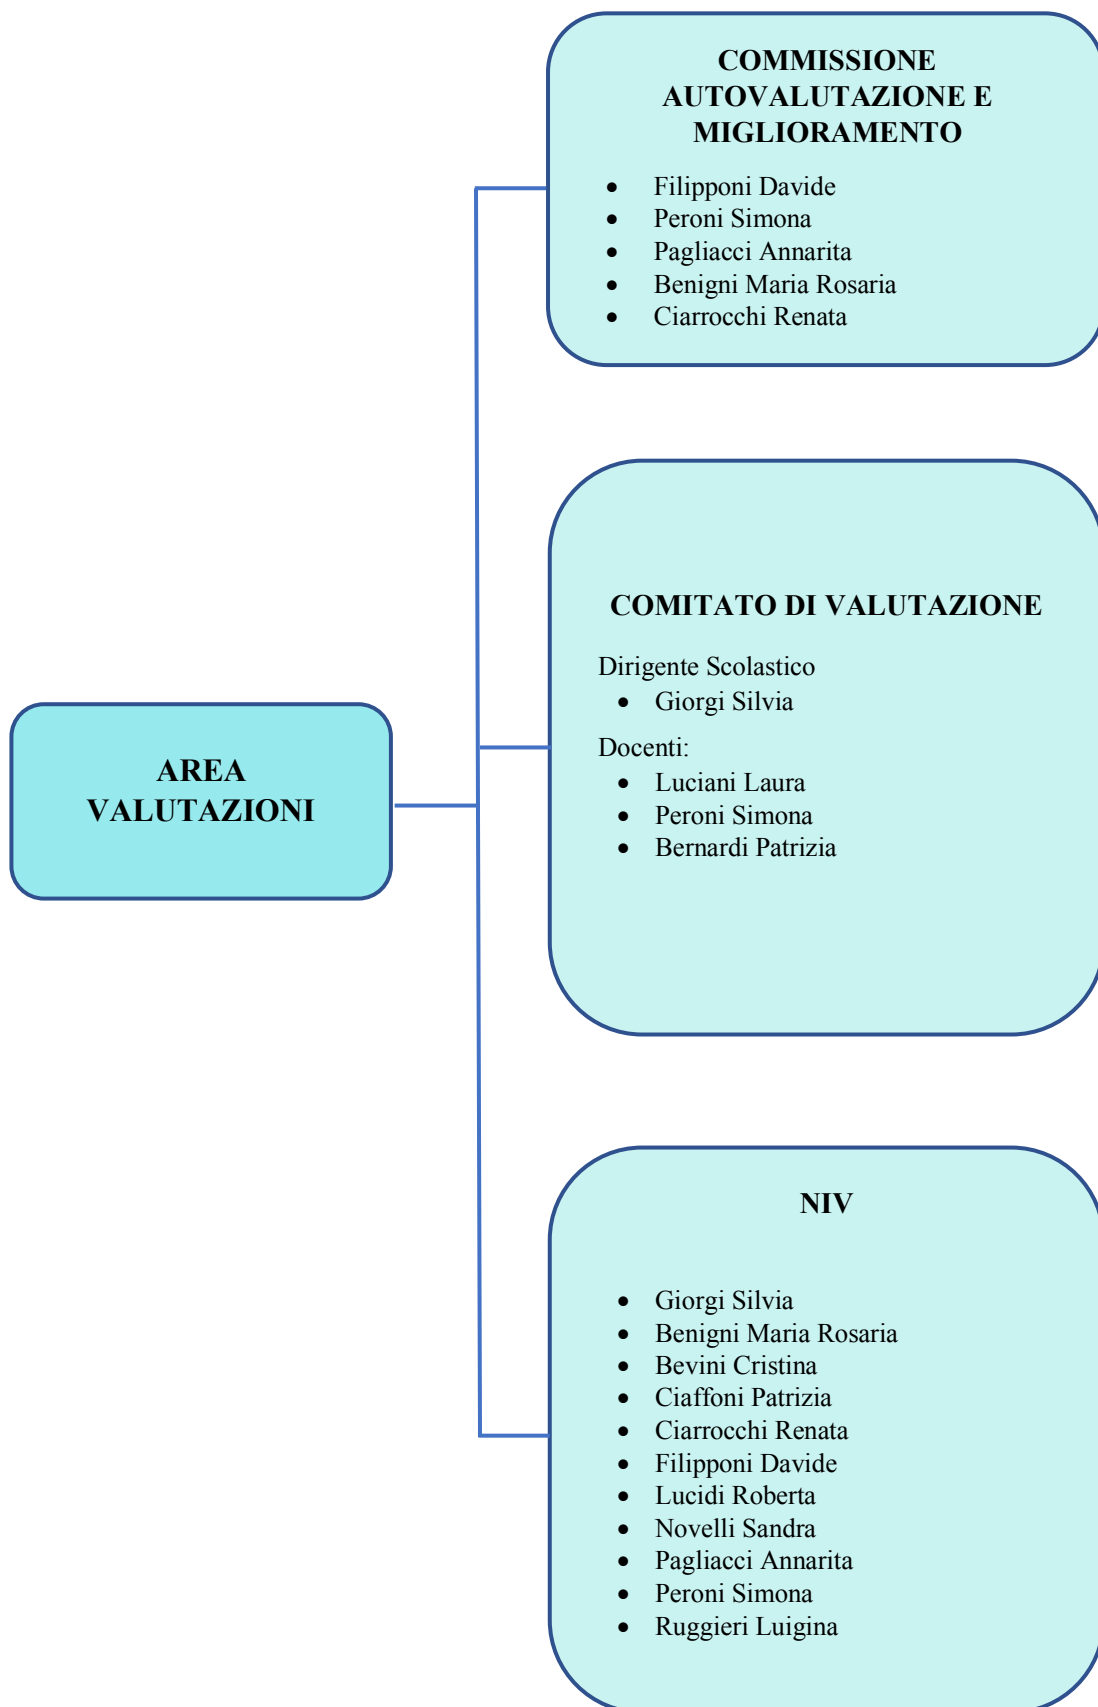 COMMISSIONE
AUTOVALUTAZIONE E
MIGLIORAMENTO
• Filipponi Davide
• Peroni Simona
• Pagliacci Annarita
• Benigni Maria Rosaria
• Ciarrocchi Renata
COMITATO DI VALUTAZIONE
Dirigente Scolastico
• Giorgi Silvia
Docenti:
• Luciani Laura
• Peroni Simona
• Bernardi Patrizia
AREA
VALUTAZIONI
NIV
• Giorgi Silvia
• Benigni Maria Rosaria
• Bevini Cristina
• Ciaffoni Patrizia
• Ciarrocchi Renata
• Filipponi Davide
• Lucidi Roberta
• Novelli Sandra
• Pagliacci Annarita
• Peroni Simona
• Ruggieri Luigina